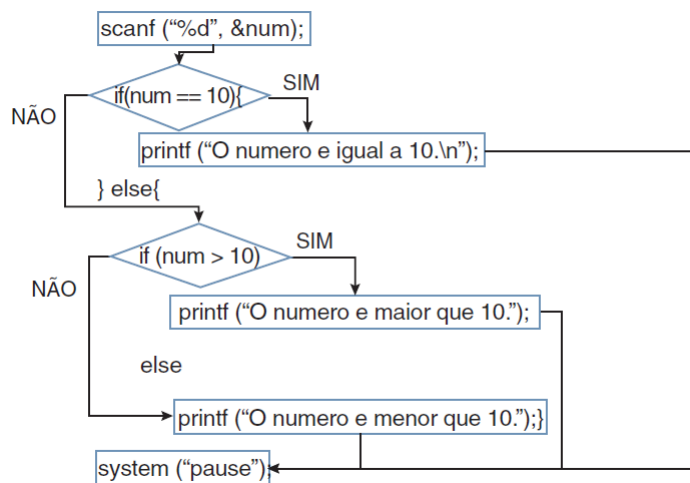 scanf (“%d”, &num);
if(num == 10){
SIM
NÃO
printf (“O numero e igual a 10.\n”);
} else{
if (num > 10)
SIM
NÃO
printf (“O numero e maior que 10.”);
else
printf (“O numero e menor que 10.”);}
system (“pause”);